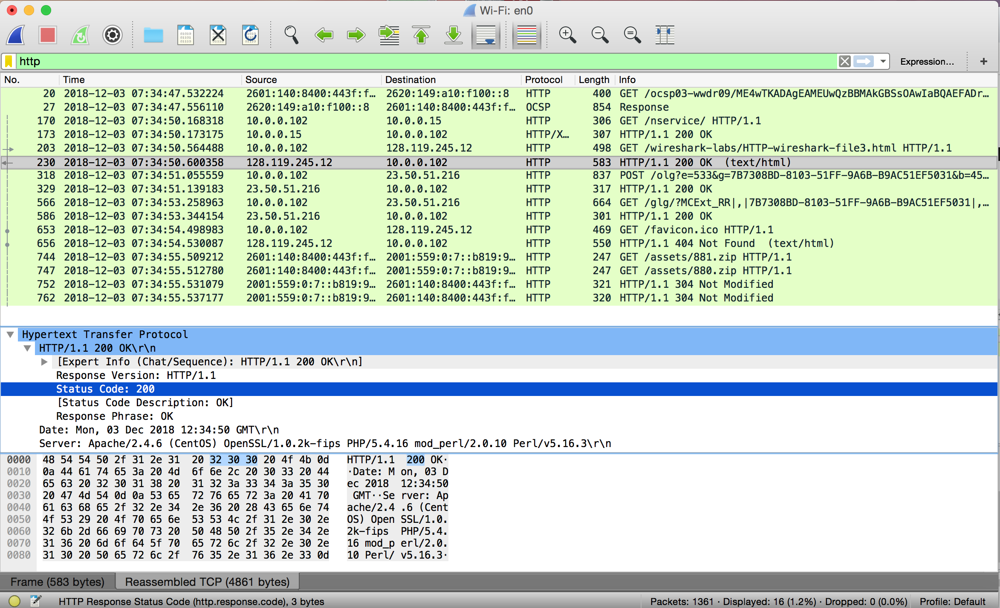 Wi-Fi: en0
http
Expression...
+
No. Time Source Destination Protocol Length Info
20 2018-12-03 07:34:47.532224 2601:140:8400:443f:f… 2620:149:a10:f100::8 HTTP 400 GET /ocsp03-wwdr09/ME4wTKADAgEAMEUwQzBBMAkGBSsOAwIaBQAEFADr…
27 2018-12-03 07:34:47.556110 2620:149:a10:f100::8 2601:140:8400:443f:f… OCSP 854 Response
170 2018-12-03 07:34:50.168318 10.0.0.102 10.0.0.15 HTTP 306 GET /nservice/ HTTP/1.1
173 2018-12-03 07:34:50.173175 10.0.0.15 10.0.0.102 HTTP/X… 307 HTTP/1.1 200 OK
203 2018-12-03 07:34:50.564488 10.0.0.102 128.119.245.12 HTTP 498 GET /wireshark-labs/HTTP-wireshark-file3.html HTTP/1.1
230 2018-12-03 07:34:50.600358 128.119.245.12 10.0.0.102 HTTP 583 HTTP/1.1 200 OK (text/html)
318 2018-12-03 07:34:51.055559 10.0.0.102 23.50.51.216 HTTP 837 POST /olg?e=533&g=7B7308BD-8103-51FF-9A6B-B9AC51EF5031&b=45…
329 2018-12-03 07:34:51.139183 23.50.51.216 10.0.0.102 HTTP 317 HTTP/1.1 200 OK
566 2018-12-03 07:34:53.258963 10.0.0.102 23.50.51.216 HTTP 664 GET /glg/?MCExt_RR|,|7B7308BD-8103-51FF-9A6B-B9AC51EF5031|,…
586 2018-12-03 07:34:53.344154 23.50.51.216 10.0.0.102 HTTP 301 HTTP/1.1 200 OK
653 2018-12-03 07:34:54.498983 10.0.0.102 128.119.245.12 HTTP 469 GET /favicon.ico HTTP/1.1
656 2018-12-03 07:34:54.530087 128.119.245.12 10.0.0.102 HTTP 550 HTTP/1.1 404 Not Found (text/html)
744 2018-12-03 07:34:55.509212 2601:140:8400:443f:f… 2001:559:0:7::b819:9… HTTP 247 GET /assets/881.zip HTTP/1.1
747 2018-12-03 07:34:55.512780 2601:140:8400:443f:f… 2001:559:0:7::b819:9… HTTP 247 GET /assets/880.zip HTTP/1.1
752 2018-12-03 07:34:55.531079 2001:559:0:7::b819:9… 2601:140:8400:443f:f… HTTP 321 HTTP/1.1 304 Not Modified
762 2018-12-03 07:34:55.537177 2001:559:0:7::b819:9… 2601:140:8400:443f:f… HTTP 320 HTTP/1.1 304 Not Modified
Hypertext Transfer Protocol
HTTP/1.1 200 OK\r\n
[Expert Info (Chat/Sequence): HTTP/1.1 200 OK\r\n]
Response Version: HTTP/1.1
Status Code: 200
[Status Code Description: OK]
Response Phrase: OK
Date: Mon, 03 Dec 2018 12:34:50 GMT\r\n
Server: Apache/2.4.6 (CentOS) OpenSSL/1.0.2k-fips PHP/5.4.16 mod_perl/2.0.10 Perl/v5.16.3\r\n
0000 48 54 54 50 2f 31 2e 31 20 32 30 30 20 4f 4b 0d HTTP/1.1 200 OK·
0010 0a 44 61 74 65 3a 20 4d 6f 6e 2c 20 30 33 20 44 ·Date: M on, 03 D
0020 65 63 20 32 30 31 38 20 31 32 3a 33 34 3a 35 30 ec 2018 12:34:50
0030 20 47 4d 54 0d 0a 53 65 72 76 65 72 3a 20 41 70 GMT··Se rver: Ap
0040 61 63 68 65 2f 32 2e 34 2e 36 20 28 43 65 6e 74 ache/2.4 .6 (Cent
0050 4f 53 29 20 4f 70 65 6e 53 53 4c 2f 31 2e 30 2e OS) Open SSL/1.0.
0060 32 6b 2d 66 69 70 73 20 50 48 50 2f 35 2e 34 2e 2k-fips PHP/5.4.
0070 31 36 20 6d 6f 64 5f 70 65 72 6c 2f 32 2e 30 2e 16 mod_p erl/2.0.
0080 31 30 20 50 65 72 6c 2f 76 35 2e 31 36 2e 33 0d 10 Perl/ v5.16.3·
Frame (583 bytes) Reassembled TCP (4861 bytes)
HTTP Response Status Code (http.response.code), 3 bytes Packets: 1361 · Displayed: 16 (1.2%) · Dropped: 0 (0.0%) Profile: Default